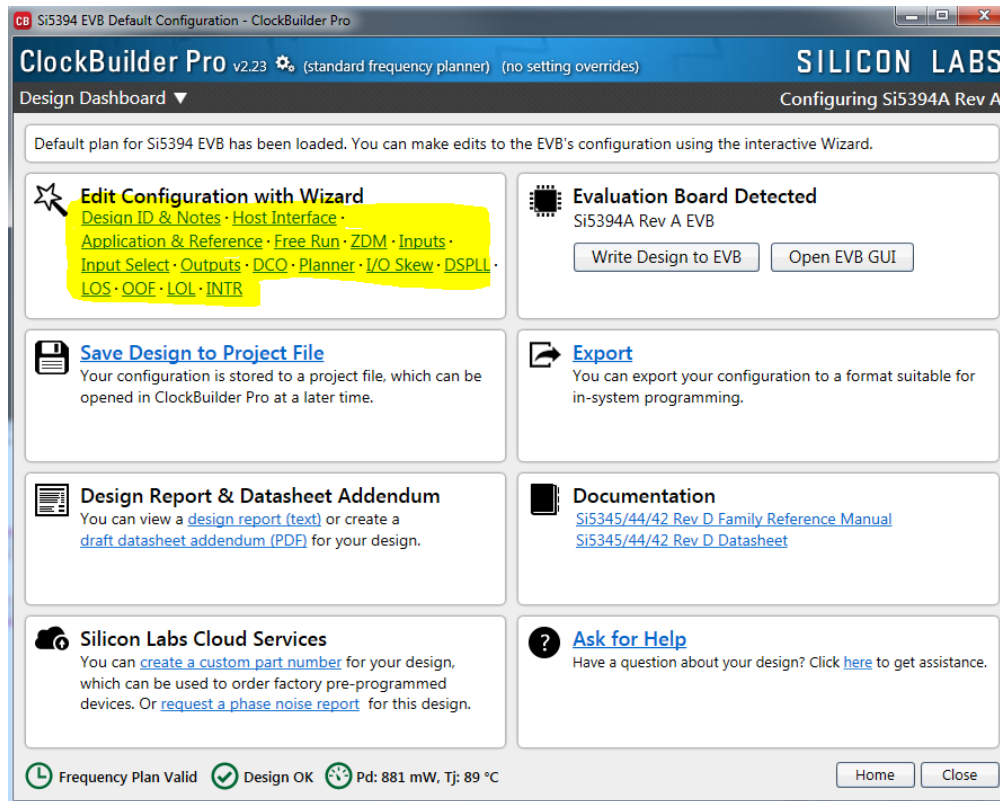 CB Si5394 EVB Default Configuration - ClockBuilder Pro
ClockBuilder Pro v2.23 (standard frequency planner) (no setting overrides) SILICON LABS
Design Dashboard ▼ Configuring Si5394A Rev A
Default plan for Si5394 EVB has been loaded. You can make edits to the EVB's configuration using the interactive Wizard.
Edit Configuration with Wizard
Design ID & Notes · Host Interface ·
Application & Reference · Free Run · ZDM · Inputs ·
Input Select · Outputs · DCO · Planner · I/O Skew · DSPLL ·
LOS · OOF · LOL · INTR
Evaluation Board Detected
Si5394A Rev A EVB
Write Design to EVB Open EVB GUI
Save Design to Project File
Your configuration is stored to a project file, which can be
opened in ClockBuilder Pro at a later time.
Export
You can export your configuration to a format suitable for
in-system programming.
Design Report & Datasheet Addendum
You can view a design report (text) or create a
draft datasheet addendum (PDF) for your design.
Documentation
Si5345/44/42 Rev D Family Reference Manual
Si5345/44/42 Rev D Datasheet
Silicon Labs Cloud Services
You can create a custom part number for your design,
which can be used to order factory pre-programmed
devices. Or request a phase noise report for this design.
Ask for Help
Have a question about your design? Click here to get assistance.
Frequency Plan Valid Design OK Pd: 881 mW, Tj: 89 °C Home Close